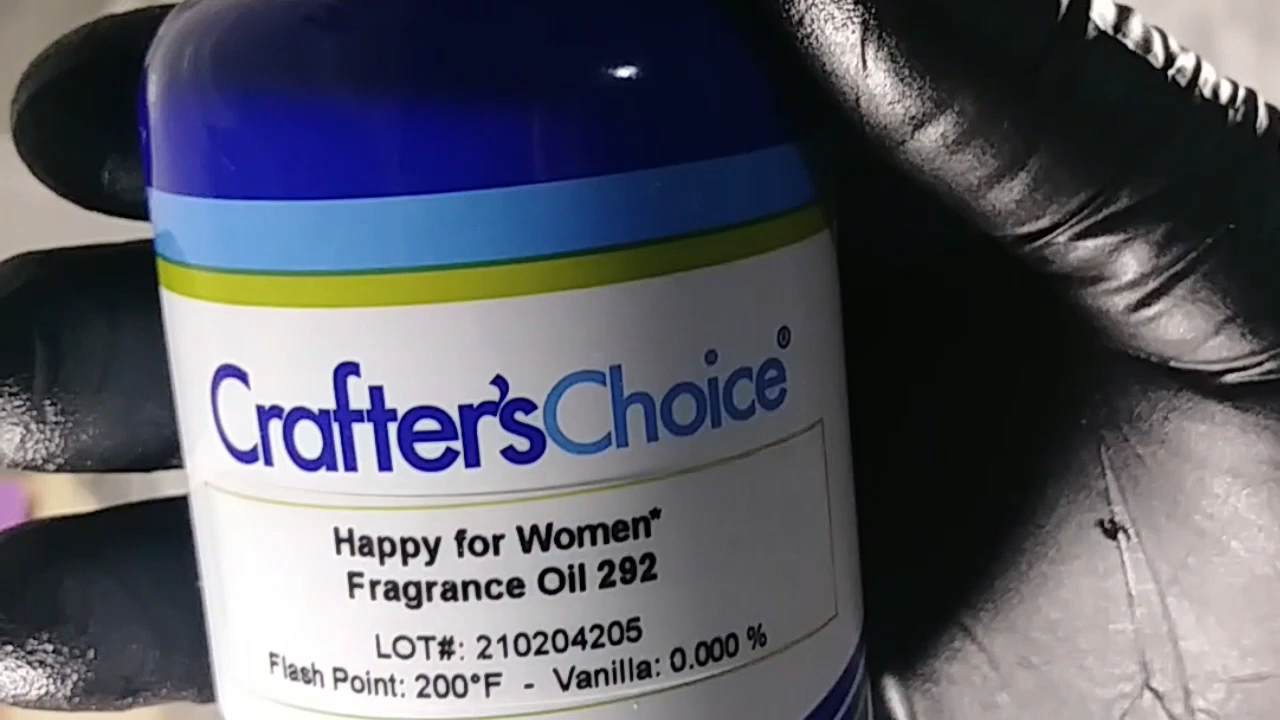 Crafter'sChoice®
Happy for Women*
Fragrance Oil 292
LOT#: 210204205
Flash Point: 200°F - Vanilla: 0.000 %